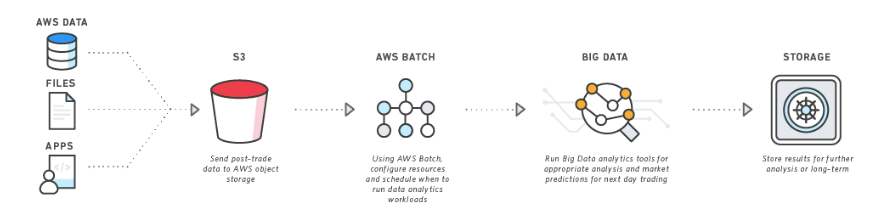 AWS DATA
FILES
APPS
</>
S3
Send post-trade
data to AWS object
storage
AWS BATCH
Using AWS Batch,
configure resources
and schedule when to
run data analytics
workloads
BIG DATA
Run Big Data analytics tools for
appropriate analysis and market
predictions for next day trading
STORAGE
Store results for further
analysis or long-term